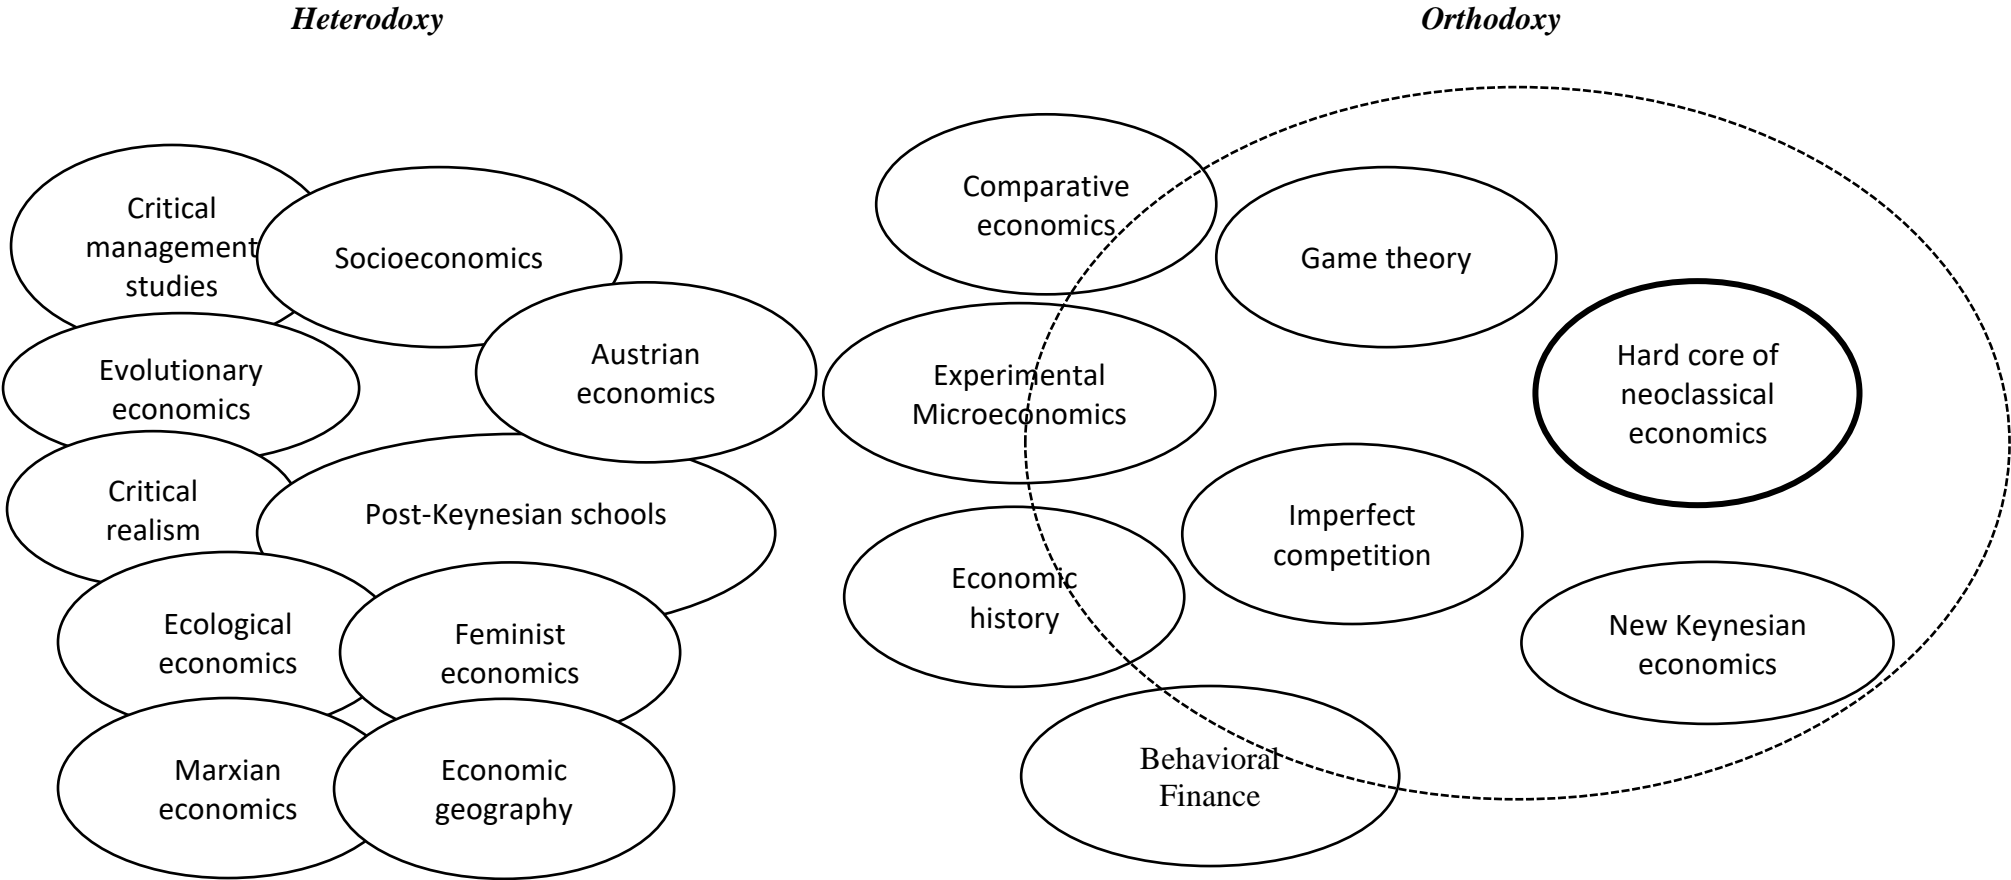 Heterodoxy
Orthodoxy
Critical
management
studies
Socioeconomics
Austrian
economics
Evolutionary
economics
Critical
realism
Post-Keynesian schools
Ecological
economics
Feminist
economics
Marxian
economics
Economic
geography
Comparative
economics
Game theory
Experimental
Microeconomics
Hard core of
neoclassical
economics
Imperfect
competition
Economic
history
New Keynesian
economics
Behavioral
Finance